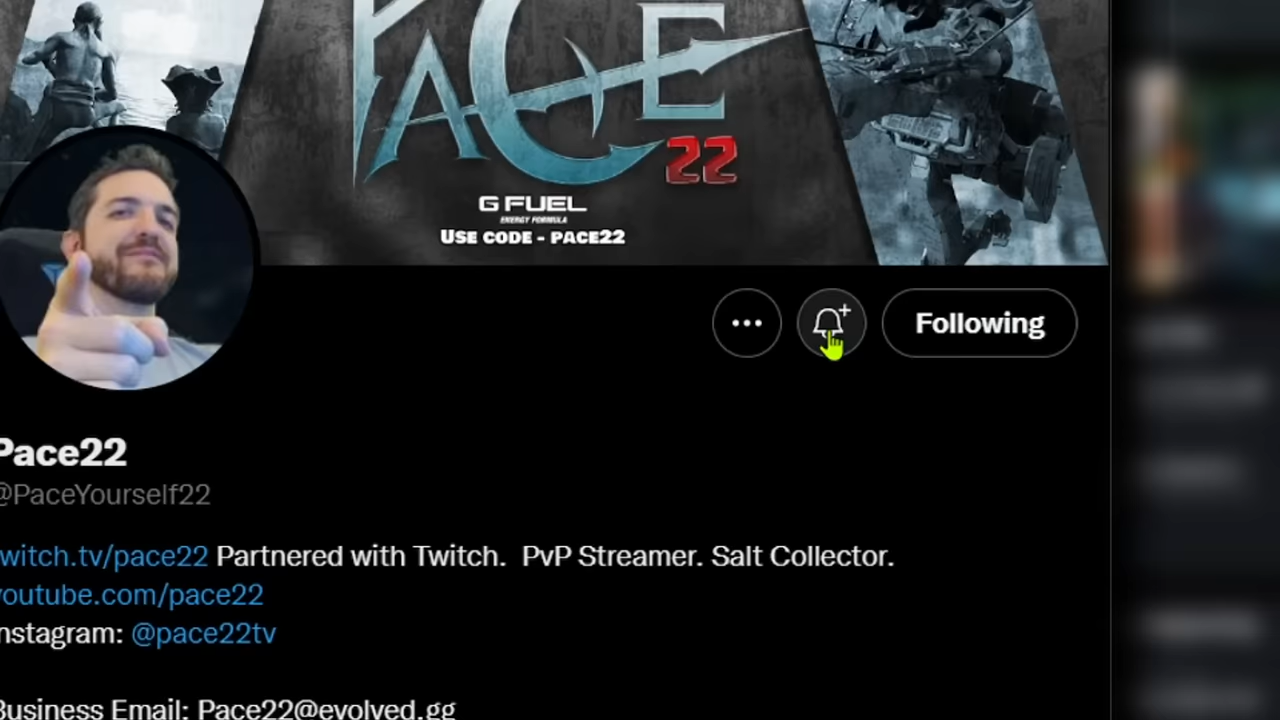 PACE
22
G FUEL
ENERGY FORMULA
USE CODE - PACE22
Following
Pace22
@PaceYourself22
witch.tv/pace22 Partnered with Twitch.  PvP Streamer. Salt Collector.
youtube.com/pace22
nstagram: @pace22tv
Business Email: Pace22@evolved.gg